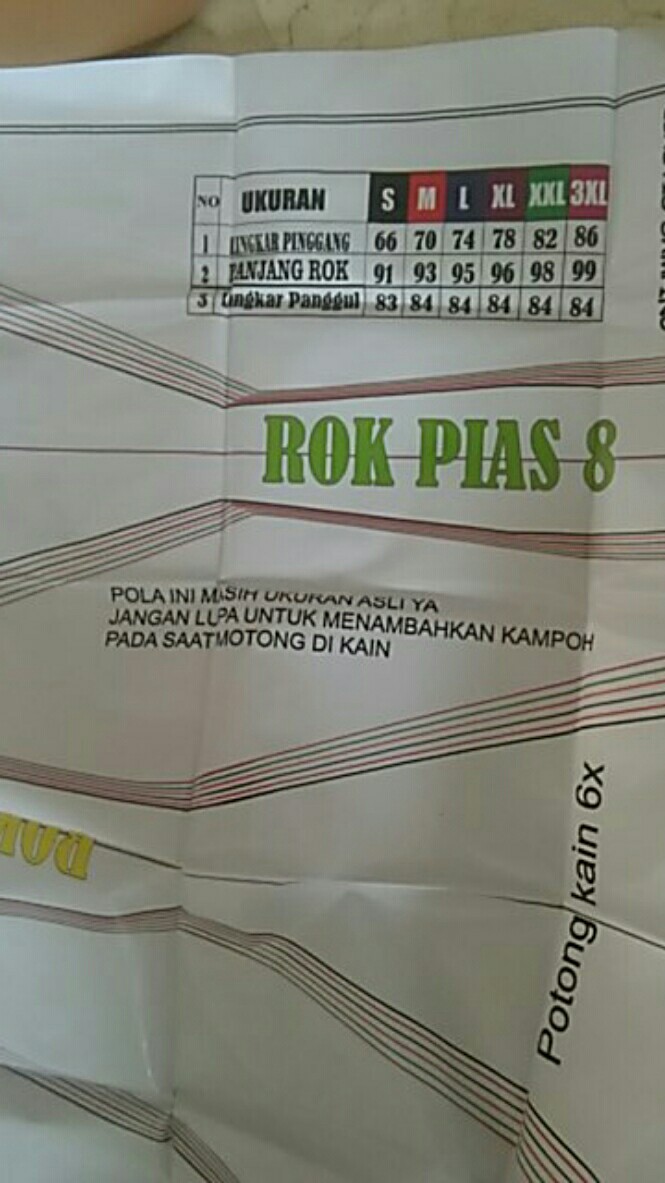 NO UKURAN S M L XL XXL 3XL
1 LINGKAR PINGGANG 66 70 74 78 82 86
2 PANJANG ROK 91 93 95 96 98 99
3 Lingkar Panggul 83 84 84 84 84 84
ROK PIAS 8
POLA INI MASIH UKURAN ASLI YA
JANGAN LUPA UNTUK MENAMBAHKAN KAMPOH
PADA SAATMOTONG DI KAIN
Potong kain 6x